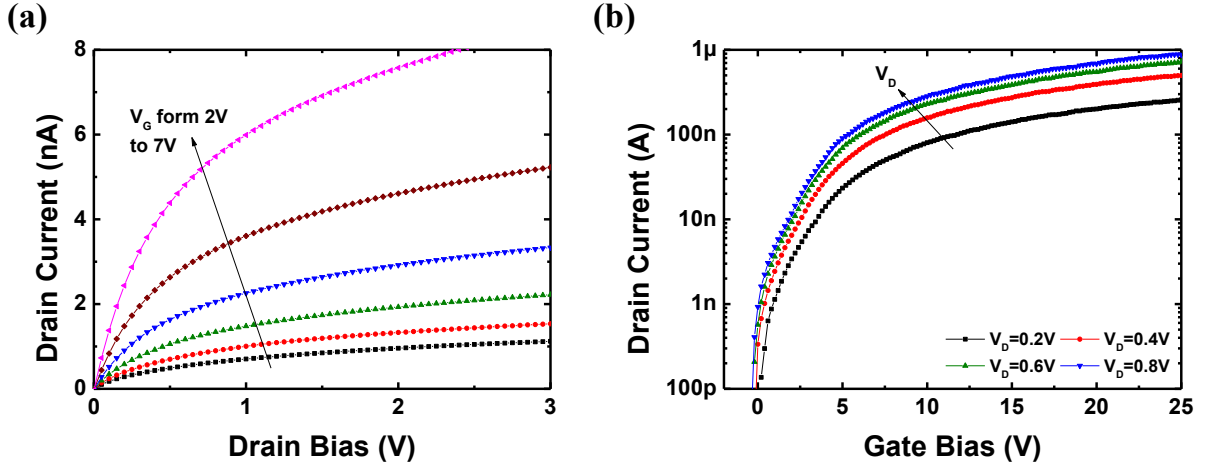 (a)
8
6
4
2
0
0
1
2
3
Drain Current (nA)
Drain Bias (V)
V_G form 2V
to 7V
(b)
1μ
100n
10n
1n
100p
0
5
10
15
20
25
Drain Current (A)
Gate Bias (V)
V_D
V_D=0.2V V_D=0.4V
V_D=0.6V V_D=0.8V